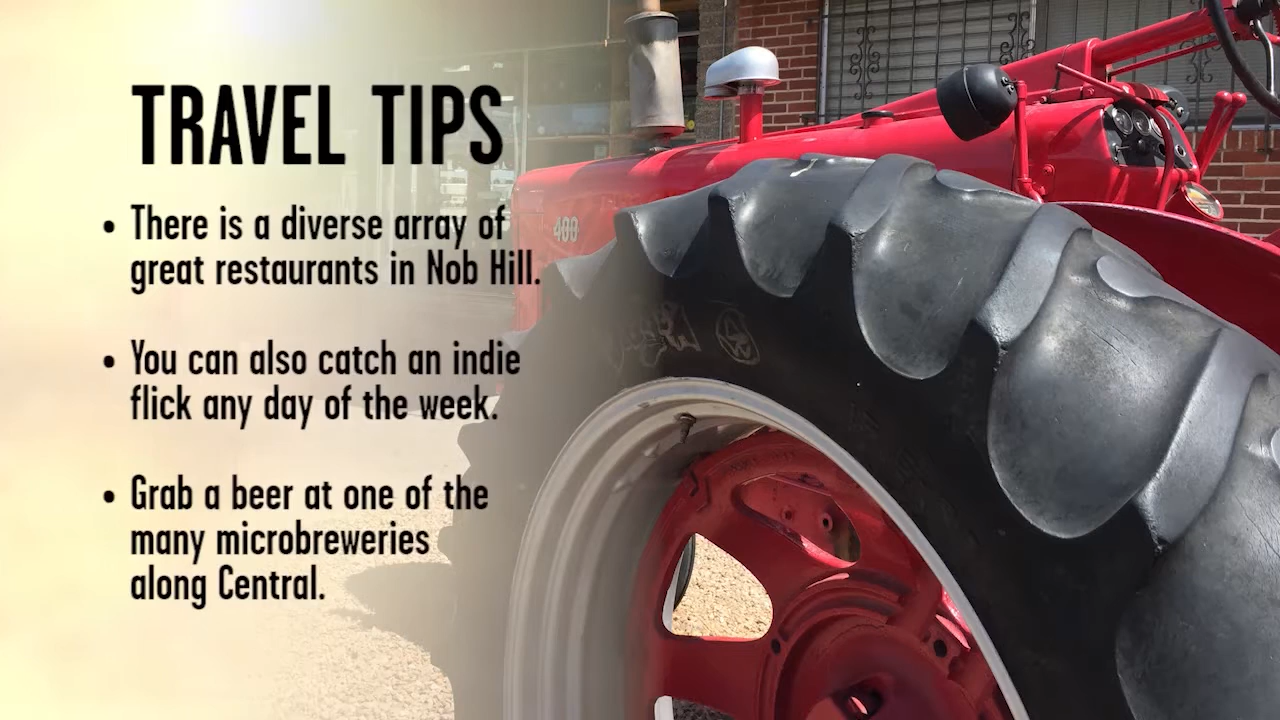 TRAVEL TIPS
• There is a diverse array of
great restaurants in Nob Hill.
• You can also catch an indie
flick any day of the week.
• Grab a beer at one of the
many microbreweries
along Central.
400